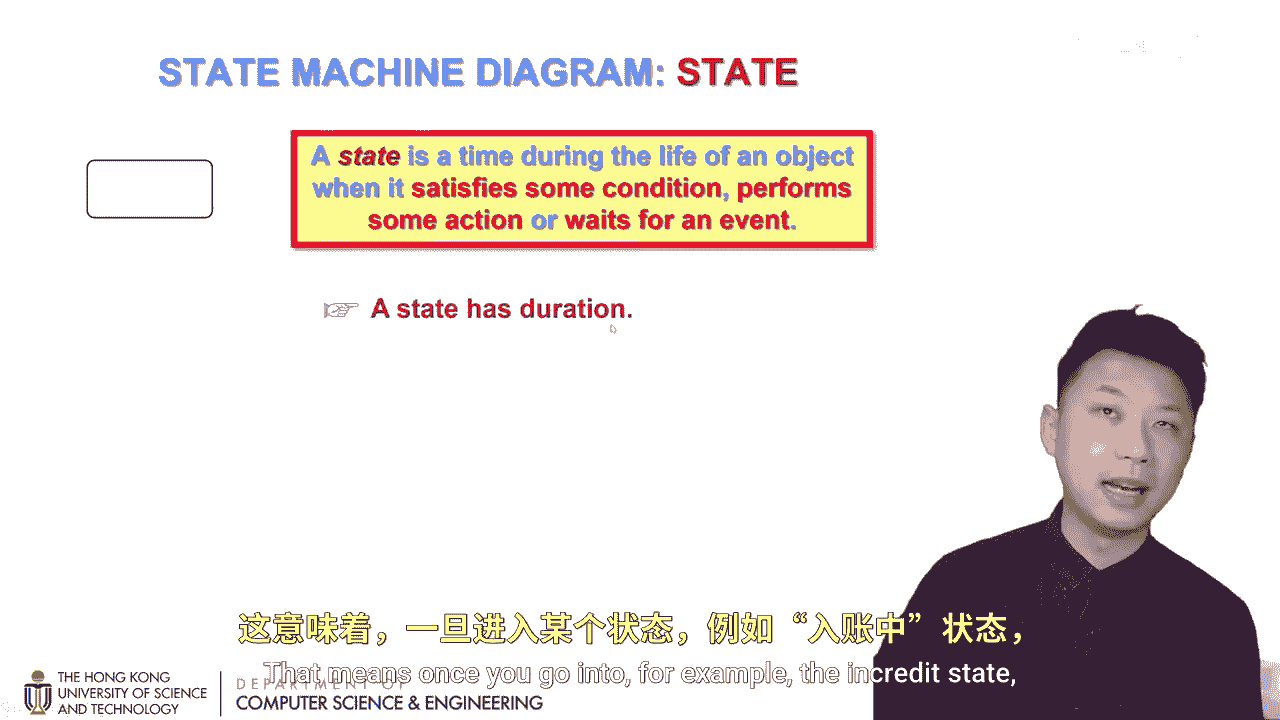 STATE MACHINE DIAGRAM: STATE
A state is a time during the life of an object
when it satisfies some condition, performs
some action or waits for an event.
☞ A state has duration.
这意味着，一旦进入某个状态，例如“入账中”状态，
That means once you go into, for example, the incredit state,
THE HONG KONG
UNIVERSITY OF SCIENCE
AND TECHNOLOGY
DEPARTMENT OF
COMPUTER SCIENCE & ENGINEERING